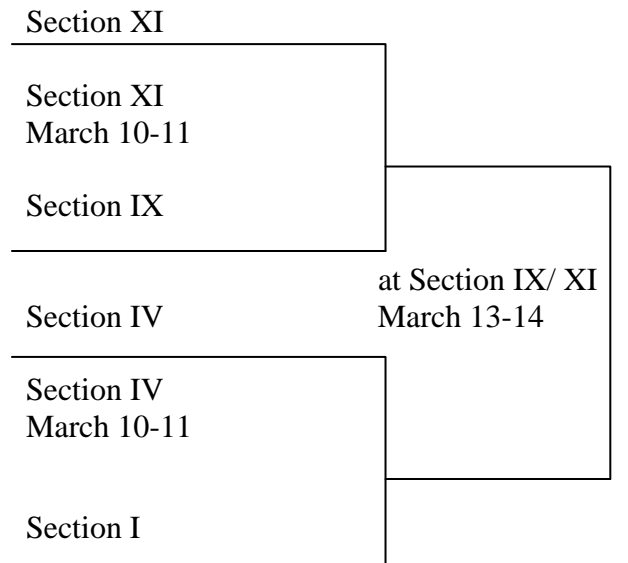 Section XI
Section XI
March 10-11
Section IX
at Section IX/ XI
Section IV
March 13-14
Section IV
March 10-11
Section I